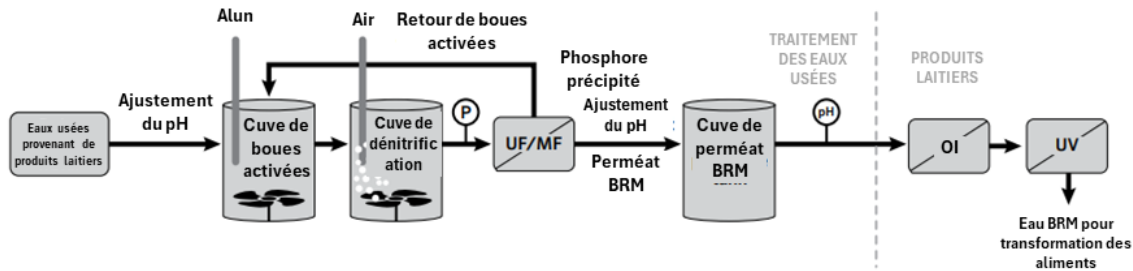 Alun
Air
Retour de boues
activées
Phosphore
précipité
TRAITEMENT
DES EAUX
USÉES
PRODUITS
LAITIERS
Eaux usées
provenant de
produits laitiers
Ajustement
du pH
Cuve de
boues
activées
Cuve de
dénitrific
ation
P
UF/MF
Ajustement
du pH
Perméat
BRM
Cuve de
perméat
BRM
pH
OI
UV
Eau BRM pour
transformation des
aliments